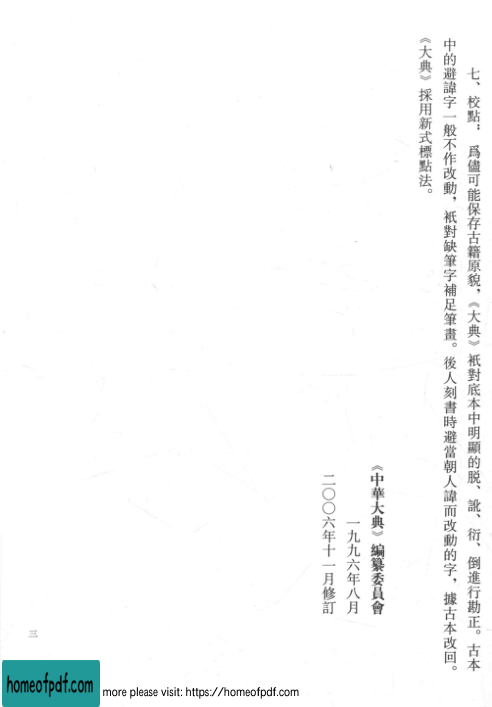 七、校點；　爲儘可能保存古籍原貌，《大典》衹對底本中明顯的脫、訛、衍、倒進行勘正。古本
中的避諱字一般不作改動，衹對缺筆字補足筆畫。後人刻書時避當朝人諱而改動的字，據古本改回。
《大典》採用新式標點法。
《中華大典》編纂委員會
一九九六年八月
二〇〇六年十一月修訂
三
homeofpdf.com
more please visit: https://homeofpdf.com